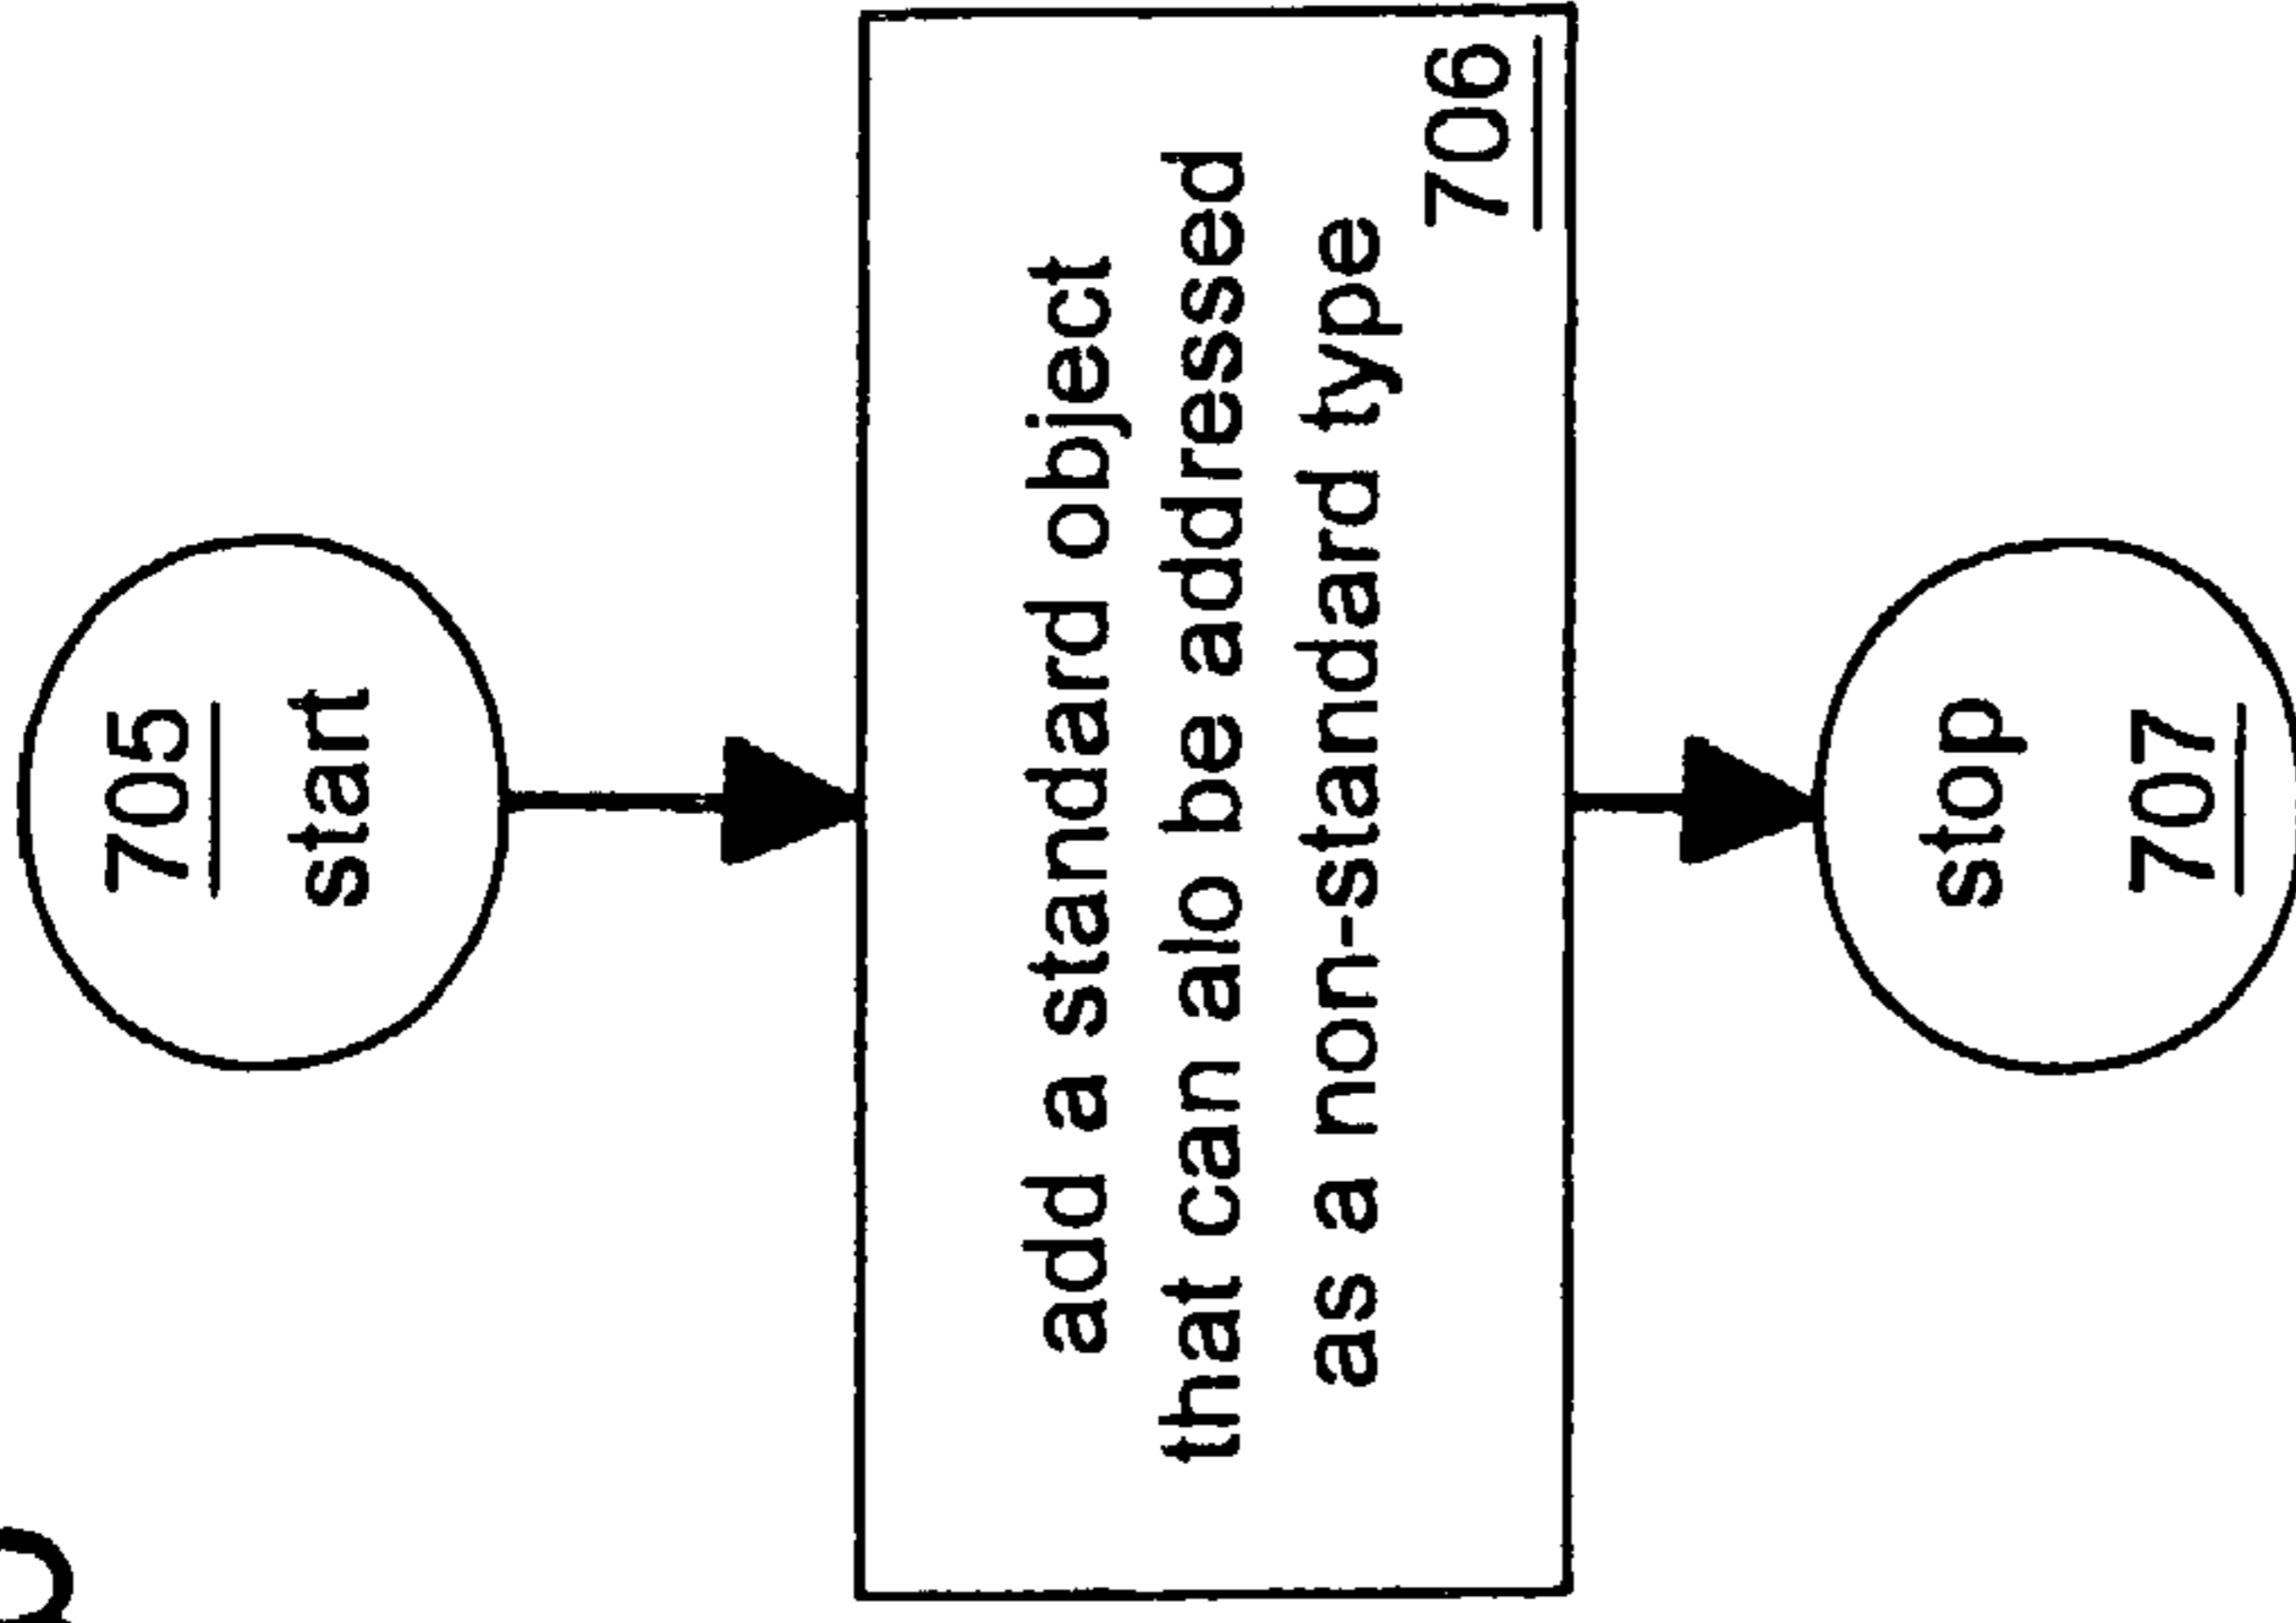 705
start
add a standard object
that can alo be addressed
as a non-standard type
706
stop
707